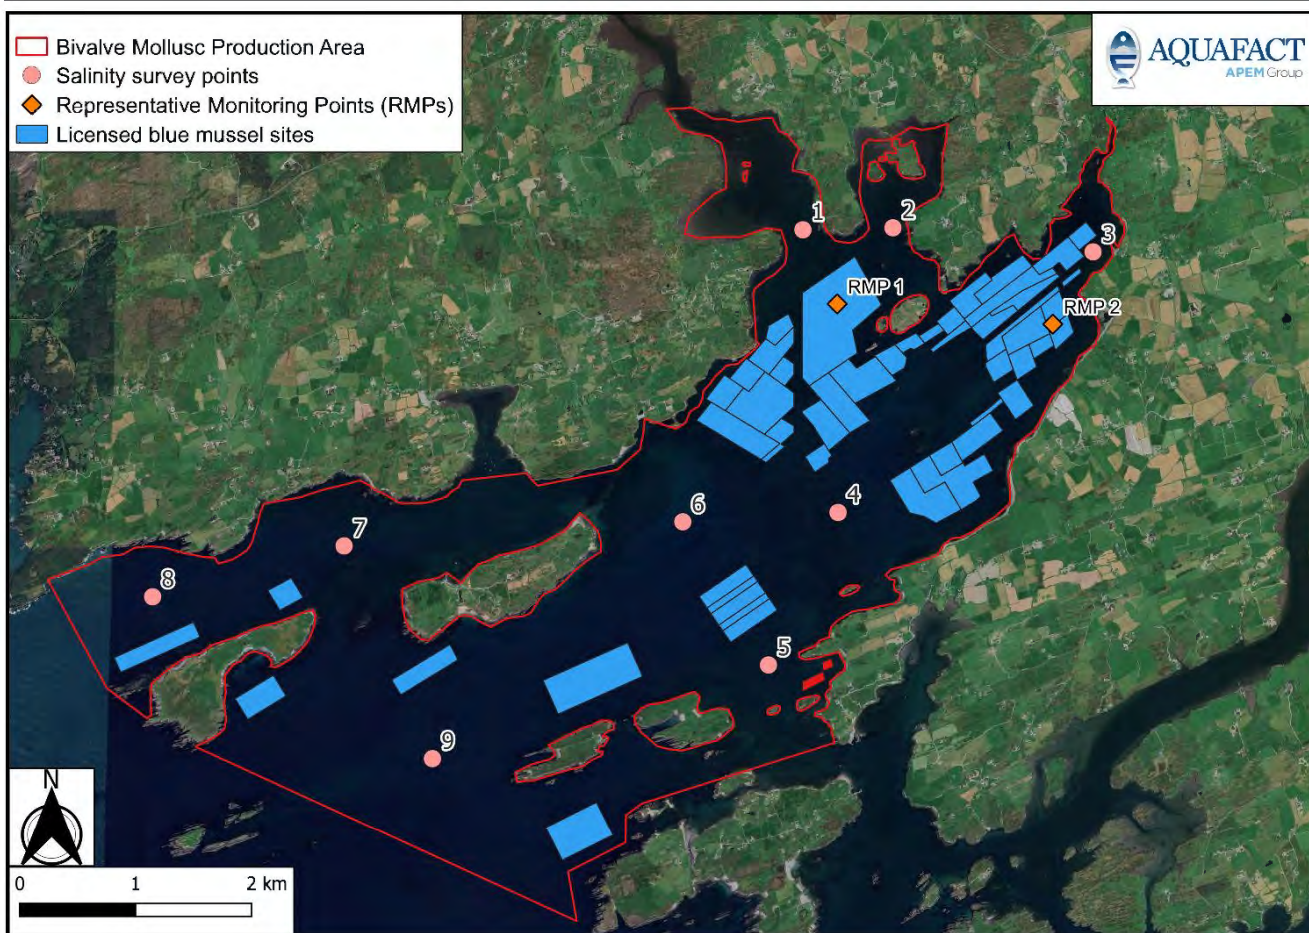 Bivalve Mollusc Production Area
Salinity survey points
Representative Monitoring Points (RMPs)
Licensed blue mussel sites
AQUAFACT
APEM Group
1
2
3
RMP 1
RMP 2
4
6
7
8
5
9
N
0 1 2 km